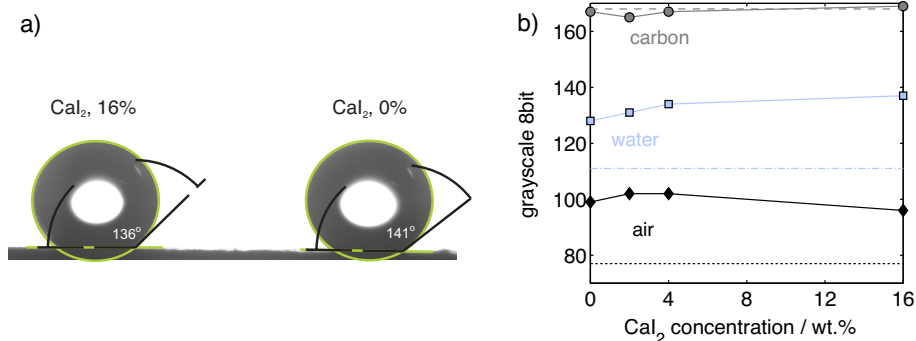 a)
CaI₂, 16%
CaI₂, 0%
136°
141°
b)
grayscale 8bit
160
140
120
100
80
carbon
water
air
0
4
8
12
16
CaI₂ concentration / wt.%